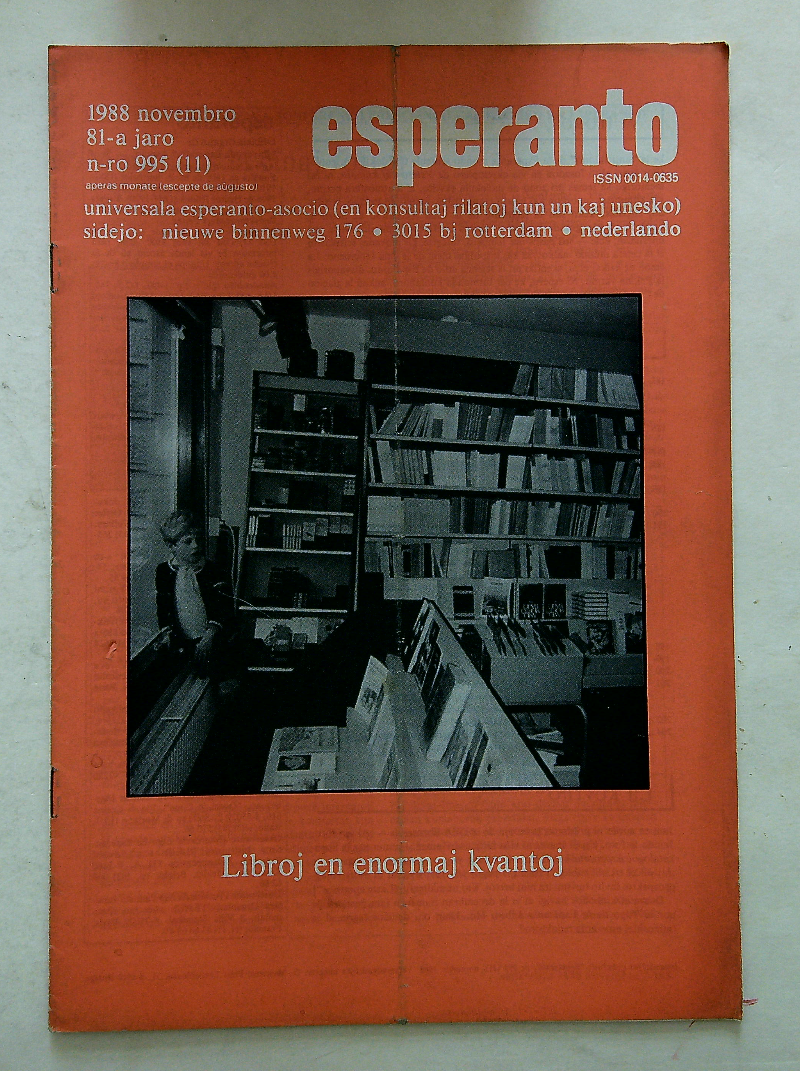 1988 novembro
81-a jaro
n-ro 995 (11)
aperas monate (escepte de aŭgusto)
esperanto
ISSN 0014-0635
universala esperanto-asocio (en konsultaj rilatoj kun un kaj unesko)
sidejo: nieuwe binnenweg 176 • 3015 bj rotterdam • nederlando
Libroj en enormaj kvantoj